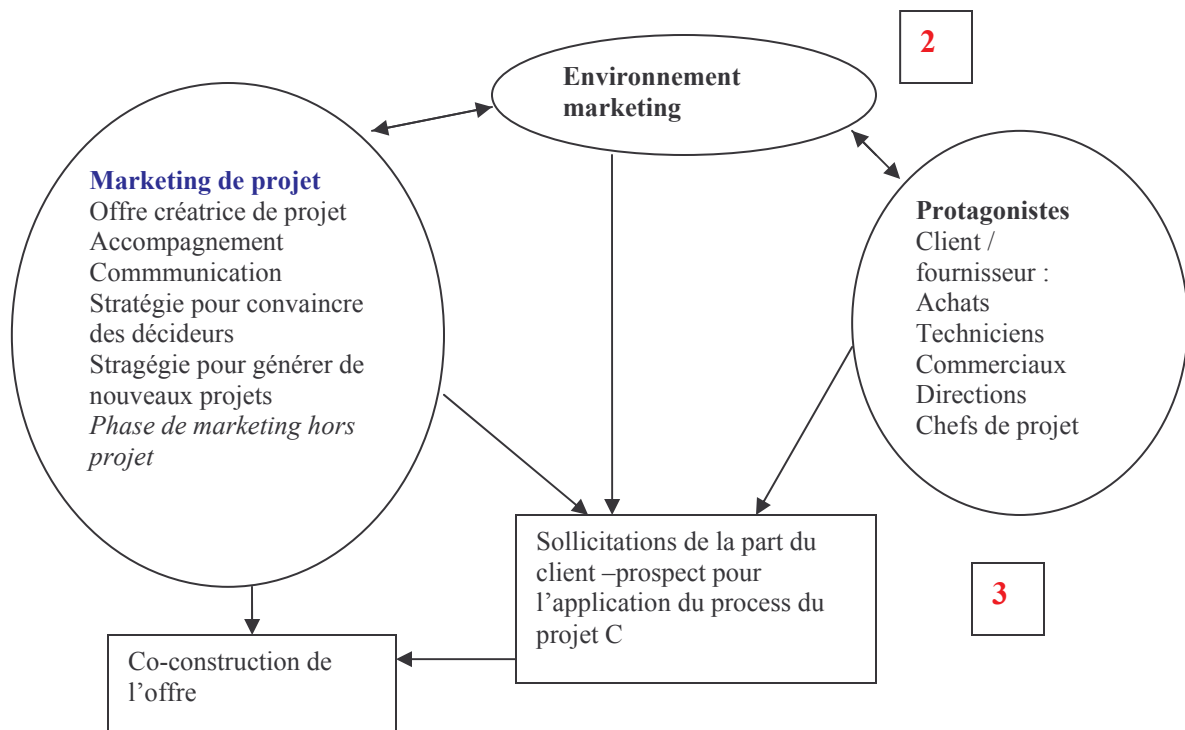 2
Environnement
marketing
Marketing de projet
Offre créatrice de projet
Accompagnement
Commmunication
Stratégie pour convaincre
des décideurs
Stragégie pour générer de
nouveaux projets
Phase de marketing hors
projet
Protagonistes
Client /
fournisseur :
Achats
Techniciens
Commerciaux
Directions
Chefs de projet
Sollicitations de la part du
client –prospect pour
l’application du process du
projet C
3
Co-construction de
l’offre